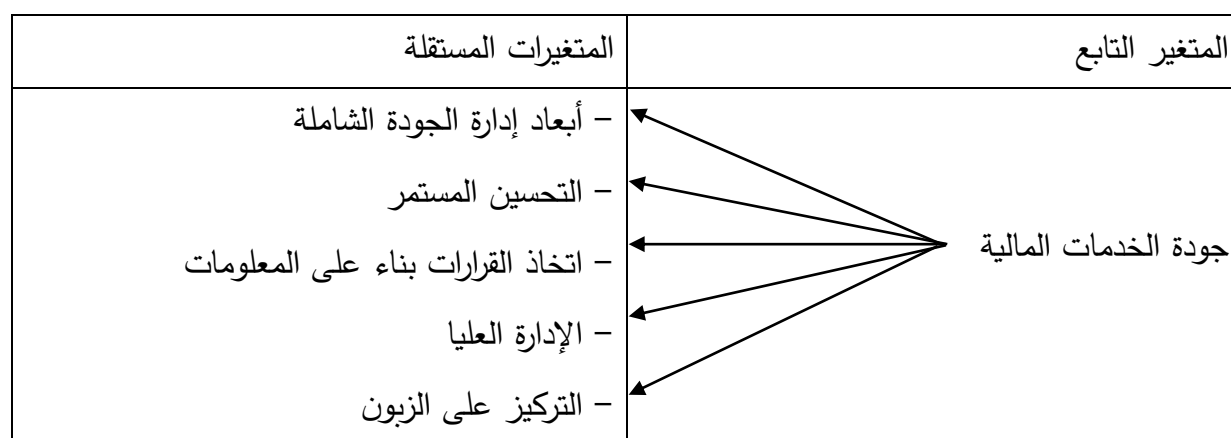 المتغير التابع
المتغيرات المستقلة
جودة الخدمات المالية
– أبعاد إدارة الجودة الشاملة
– التحسين المستمر
– اتخاذ القرارات بناء على المعلومات
– الإدارة العليا
– التركيز على الزبون